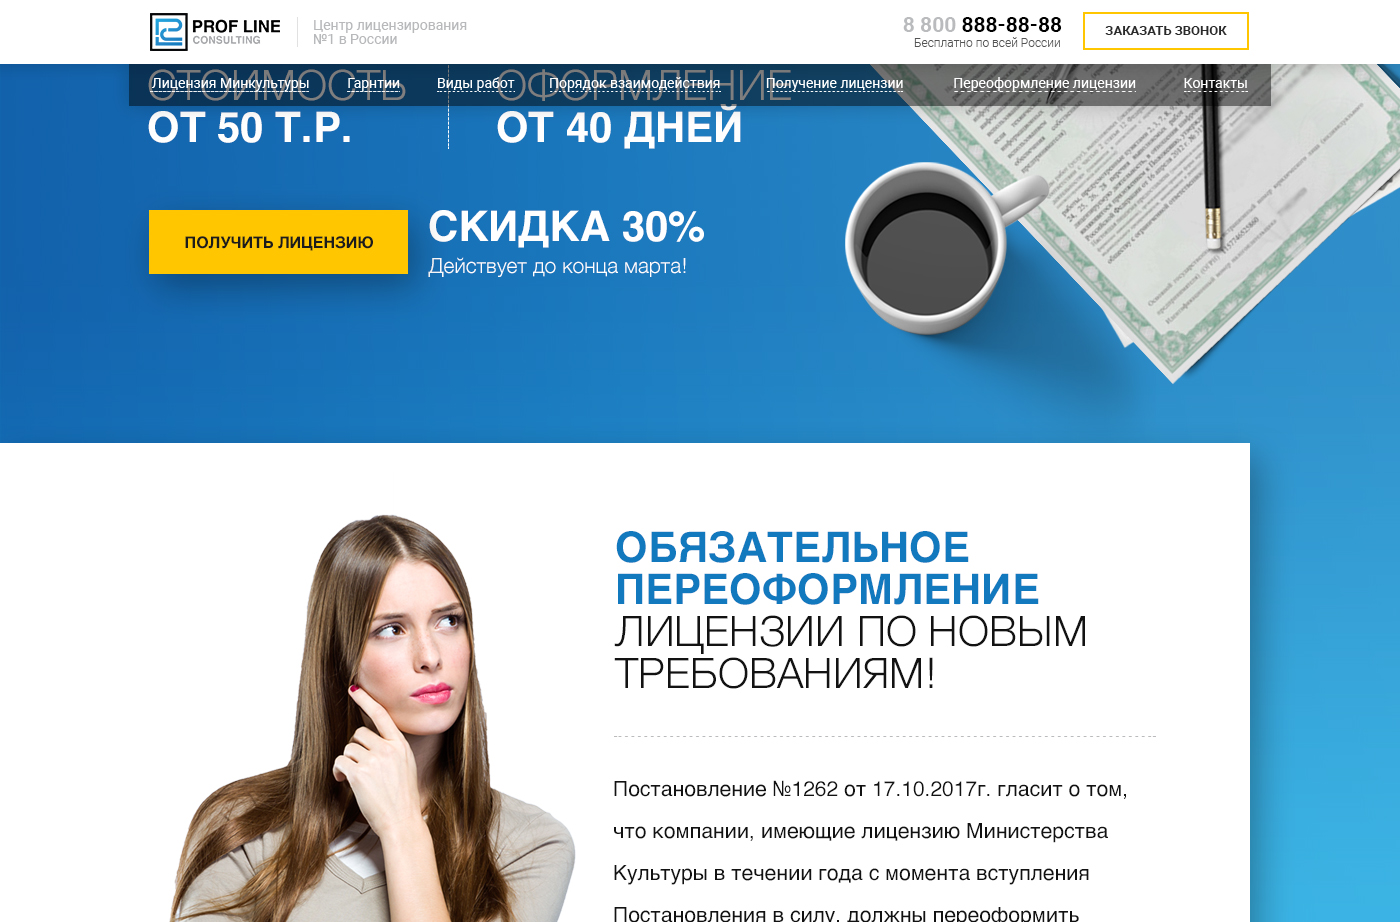 PROF LINE
CONSULTING
Центр лицензирования
№1 в России
8 800 888-88-88
Бесплатно по всей России
ЗАКАЗАТЬ ЗВОНОК
Лицензия Минкультуры Гарнтии Виды работ Порядок взаимодействия Получение лицензии Переоформление лицензии Контакты
СТОИМОСТЬ
ОТ 50 Т.Р.
ОФОРМЛЕНИЕ
ОТ 40 ДНЕЙ
ПОЛУЧИТЬ ЛИЦЕНЗИЮ
СКИДКА 30%
Действует до конца марта!
ОБЯЗАТЕЛЬНОЕ
ПЕРЕОФОРМЛЕНИЕ
ЛИЦЕНЗИИ ПО НОВЫМ
ТРЕБОВАНИЯМ!
Постановление №1262 от 17.10.2017г. гласит о том,
что компании, имеющие лицензию Министерства
Культуры в течении года с момента вступления
Постановления в силу, должны переоформить